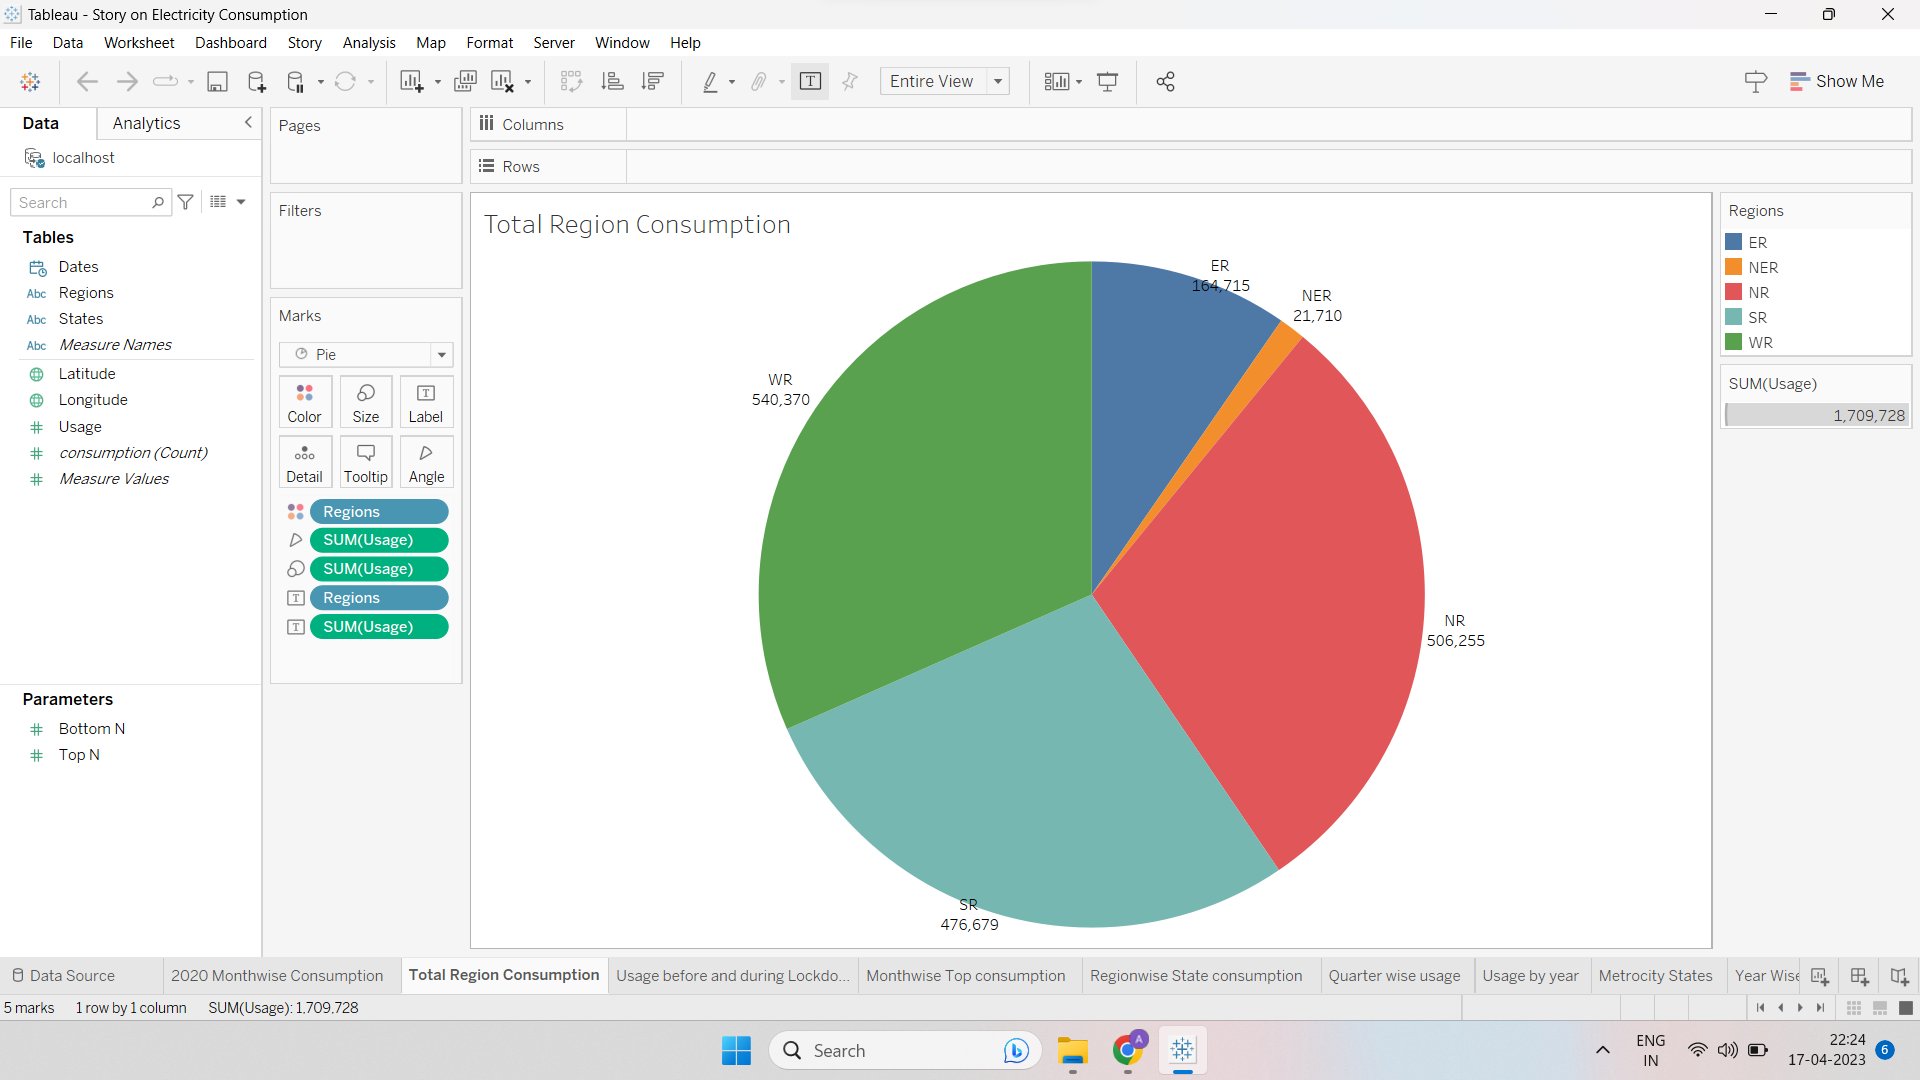 Tableau - Story on Electricity Consumption
File Data Worksheet Dashboard Story Analysis Map Format Server Window Help
Entire View
Show Me
Data
Analytics
localhost
Search
Tables
Dates
Abc Regions
Abc States
Abc Measure Names
Latitude
Longitude
Usage
consumption (Count)
Measure Values
Parameters
Bottom N
Top N
Pages
Filters
Marks
Pie
Color Size Label
Detail Tooltip Angle
Regions
SUM(Usage)
SUM(Usage)
Regions
SUM(Usage)
Columns
Rows
Total Region Consumption
ER
164,715
NER
21,710
WR
540,370
NR
506,255
SR
476,679
Regions
ER
NER
NR
SR
WR
SUM(Usage)
1,709,728
Data Source 2020 Monthwise Consumption Total Region Consumption Usage before and during Lockdo... Monthwise Top consumption Regionwise State consumption Quarter wise usage Usage by year Metrocity States Year Wise
5 marks 1 row by 1 column SUM(Usage): 1,709,728
Search
A
ENG
IN
22:24
17-04-2023
6